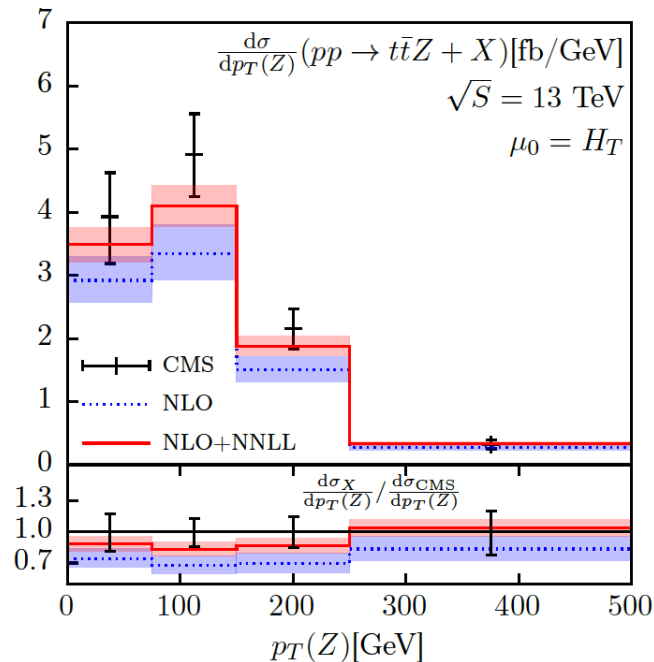 7
6
5
4
3
2
1
0
dσ/dp_T(Z) (pp → tt̄Z + X)[fb/GeV]
√S = 13 TeV
μ₀ = H_T
CMS
NLO
NLO+NNLL
1.3
1.0
0.7
dσ_X/dp_T(Z) / dσ_CMS/dp_T(Z)
0 100 200 300 400 500
p_T(Z)[GeV]